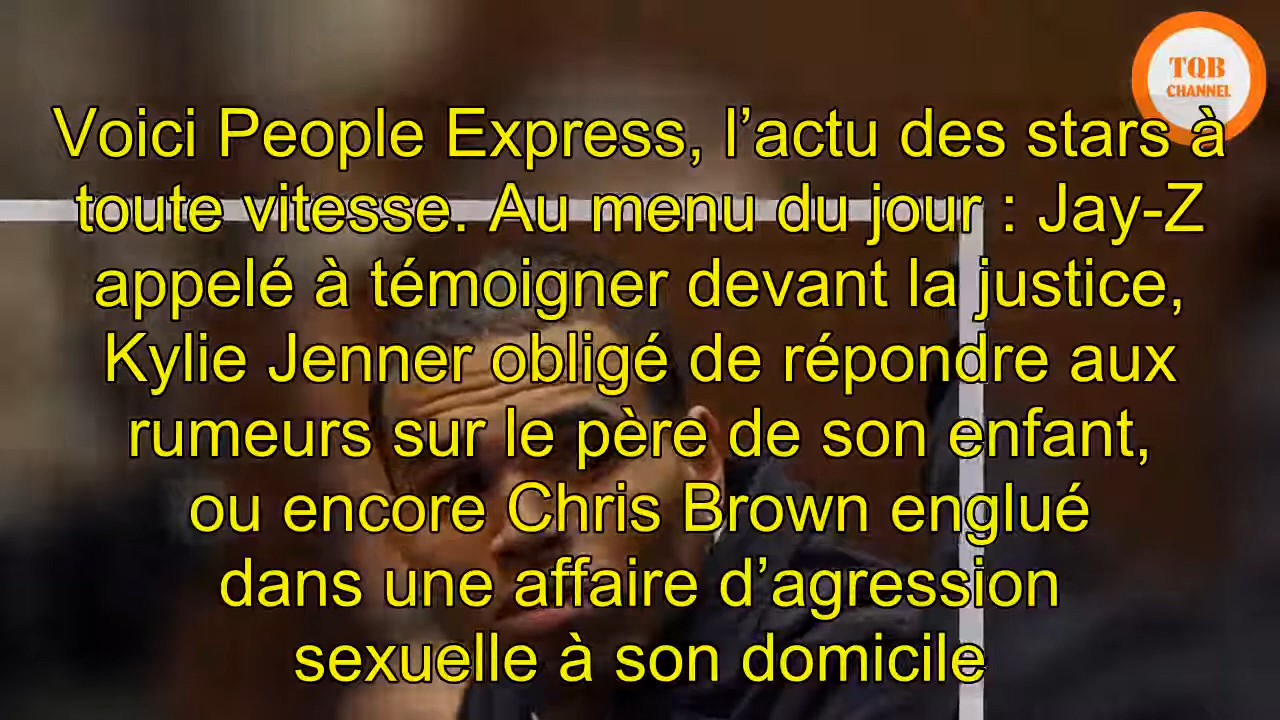 TQB
CHANNEL
Voici People Express, l’actu des stars à
toute vitesse. Au menu du jour : Jay-Z
appelé à témoigner devant la justice,
Kylie Jenner obligé de répondre aux
rumeurs sur le père de son enfant,
ou encore Chris Brown englué
dans une affaire d’agression
sexuelle à son domicile